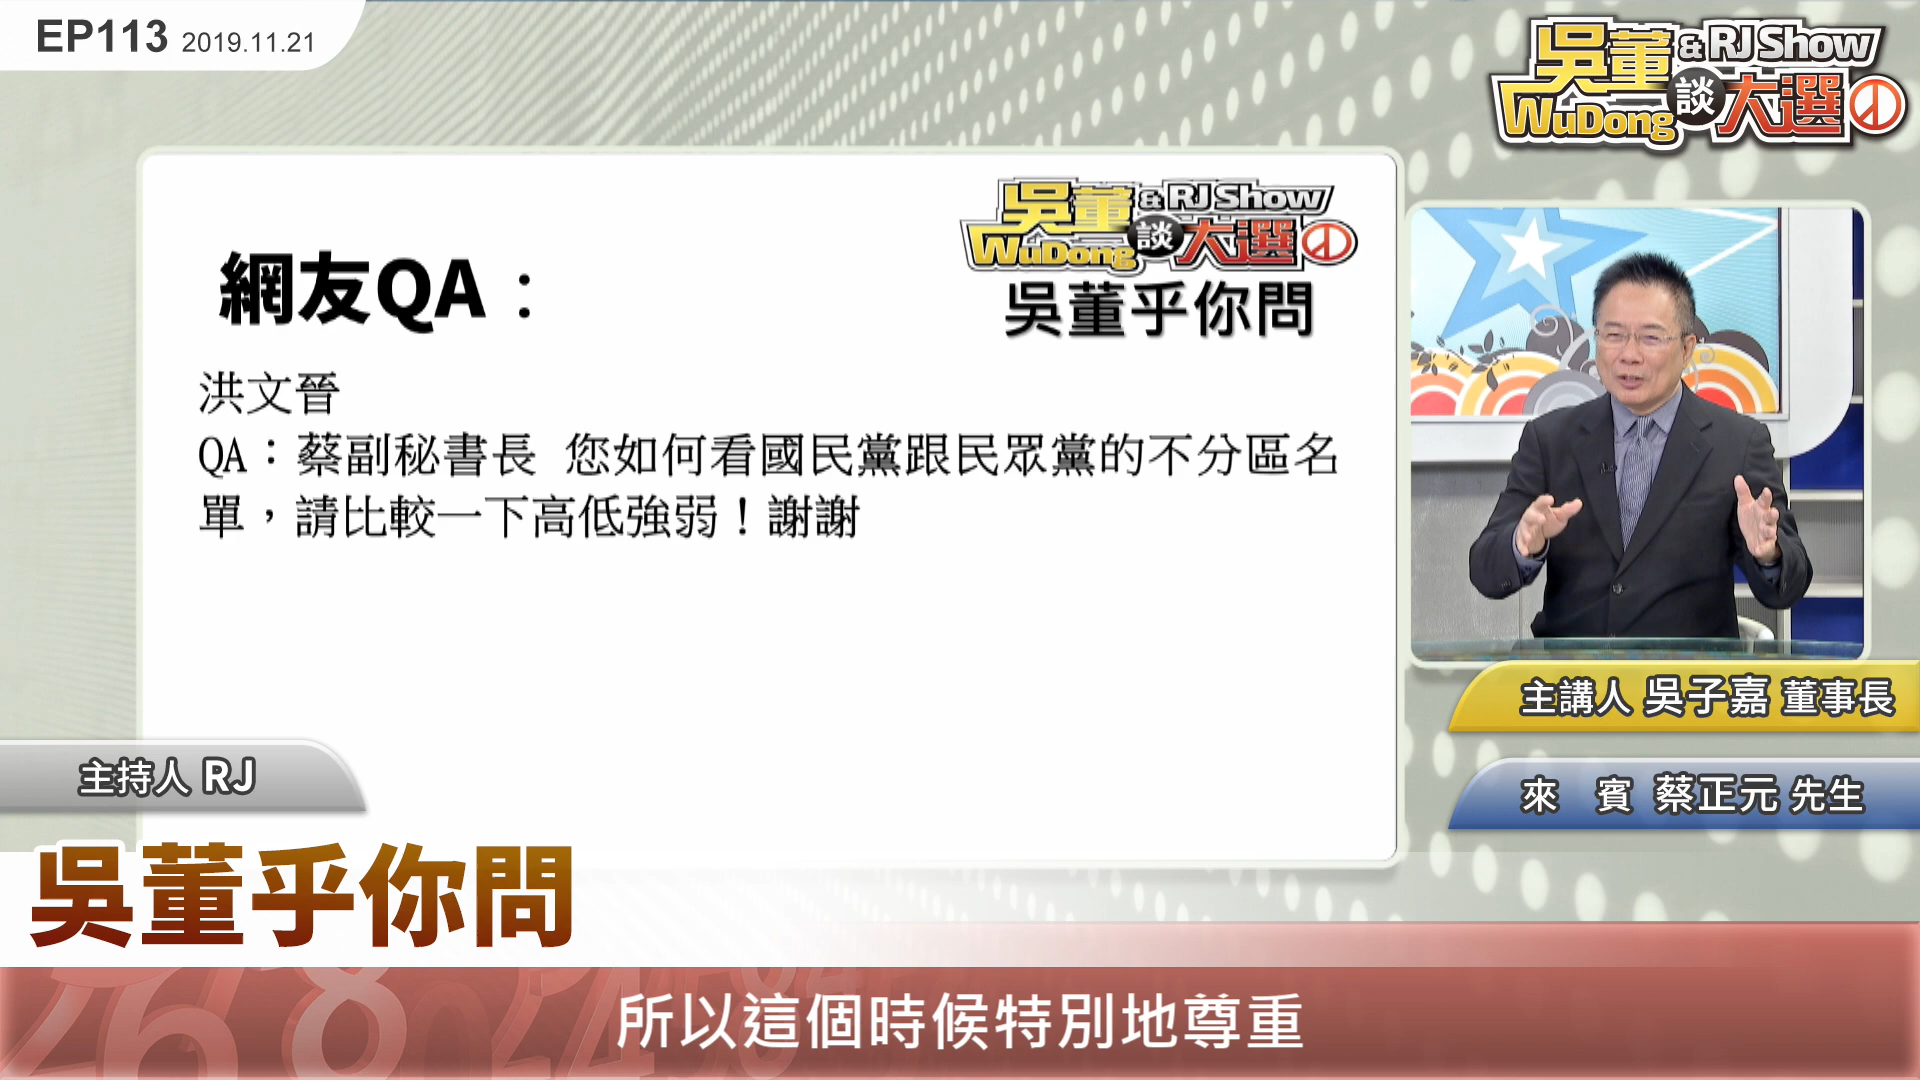 EP113 2019.11.21
吳董 & RJ Show
WuDong 談 大選
吳董 & RJ Show
WuDong 談 大選
吳董乎你問
網友QA：
洪文晉
QA：蔡副秘書長 您如何看國民黨跟民眾黨的不分區名
單，請比較一下高低強弱！謝謝
主講人 吳子嘉 董事長
來 賓 蔡正元 先生
主持人 RJ
吳董乎你問
所以這個時候特別地尊重